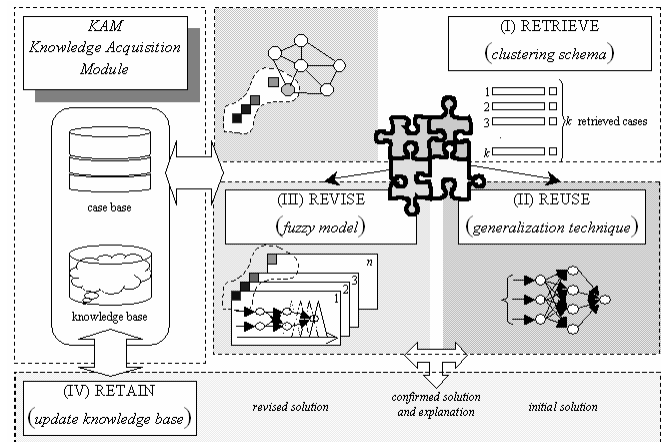 KAM
Knowledge Acquisition
Module
case base
knowledge base
(I) RETRIEVE
(clustering schema)
1
2
3
k
k retrieved cases
(III) REVISE
(fuzzy model)
n
3
2
1
(II) REUSE
(generalization technique)
(IV) RETAIN
(update knowledge base)
revised solution
confirmed solution
and explanation
initial solution